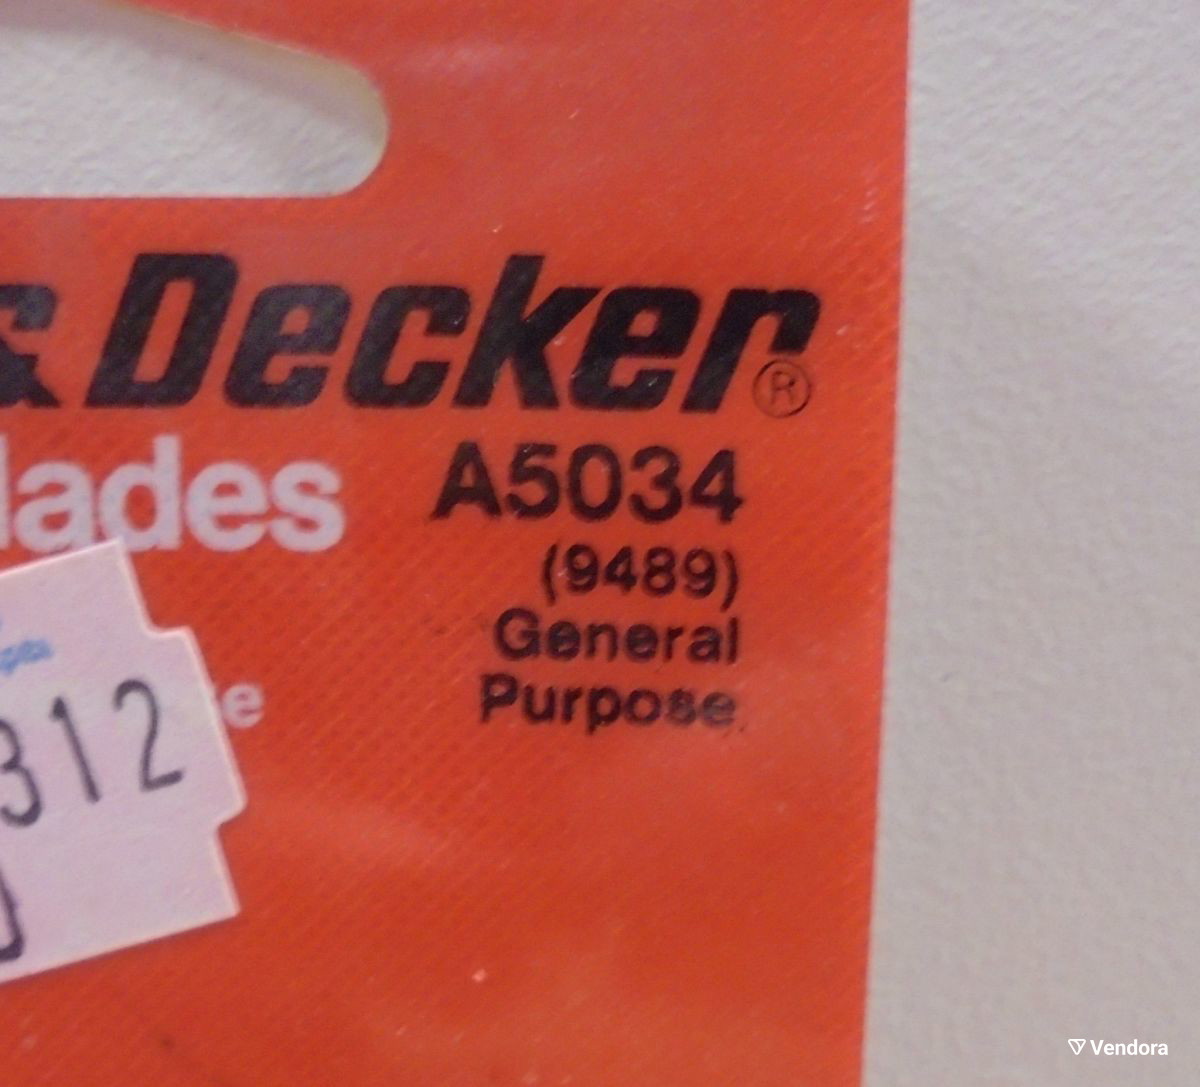 & Decker®
lades
A5034
(9489)
General
Purpose
312
Vendora